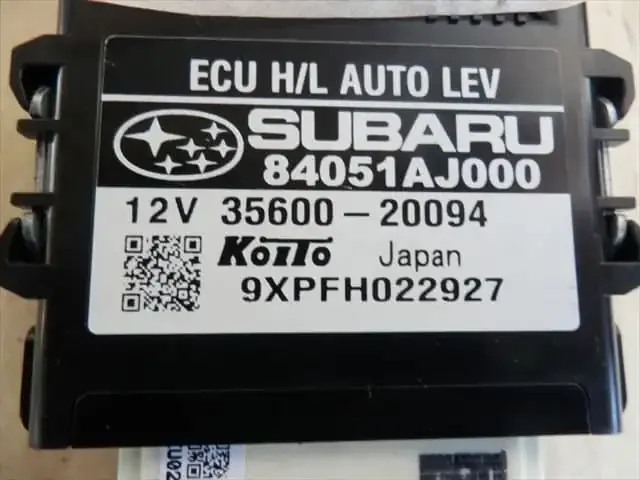 ECU H/L AUTO LEV
SUBARU
84051AJ000
12V 35600-20094
KOITO Japan
9XPFH022927